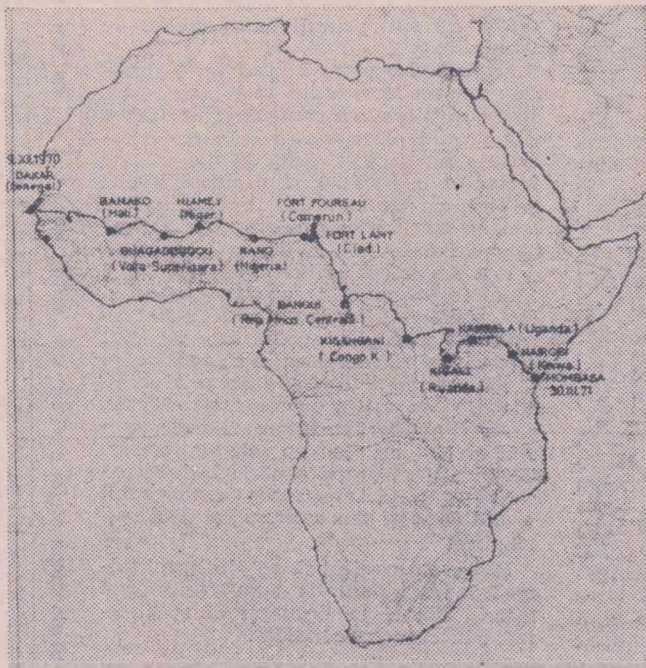 9.XII.1970
DAKAR
(Senegal)
BAMAKO
(Mali)
NIAMEY
(Niger)
FORT FOUREAU
(Camerun)
FORT LAMY
(Ciad)
OUAGADOUGOU
(Volta Superiore)
KANO
(Nigeria)
BANGUI
(Rep. Africa Centrale)
KISANGANI
(Congo K.)
KAMPALA (Uganda)
NAIROBI
(Kenya)
KIGALI
(Ruanda)
MOMBASA